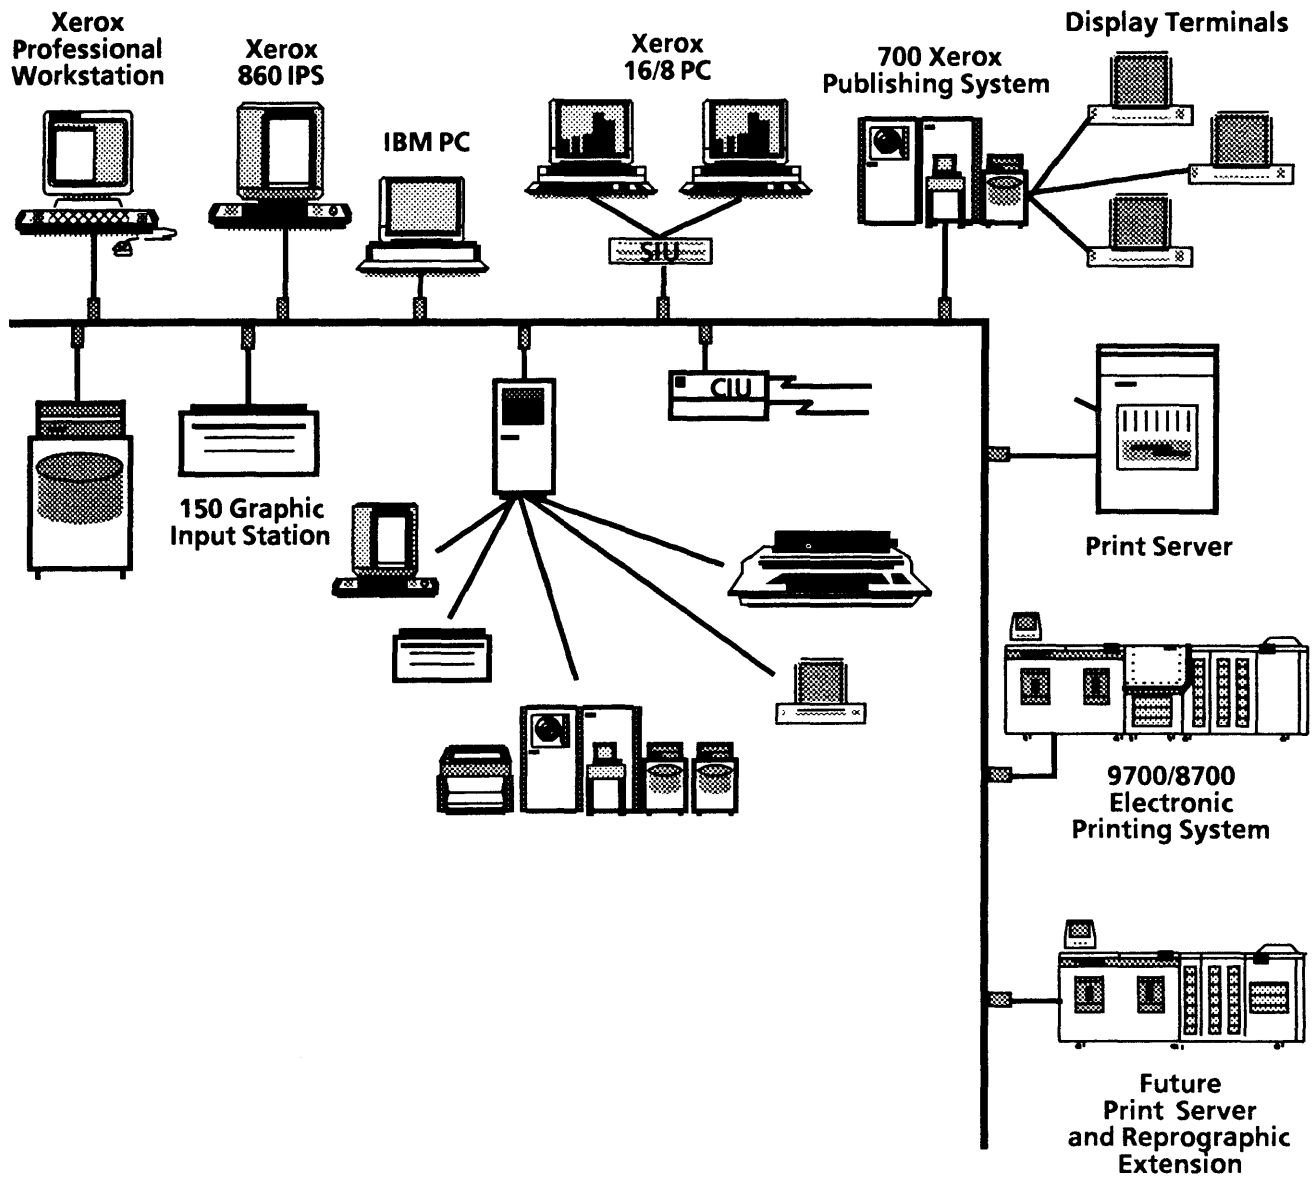 Xerox
Professional
Workstation
Xerox
860 IPS
IBM PC
Xerox
16/8 PC
700 Xerox
Publishing System
Display Terminals
SIU
CIU
150 Graphic
Input Station
Print Server
9700/8700
Electronic
Printing System
Future
Print Server
and Reprographic
Extension